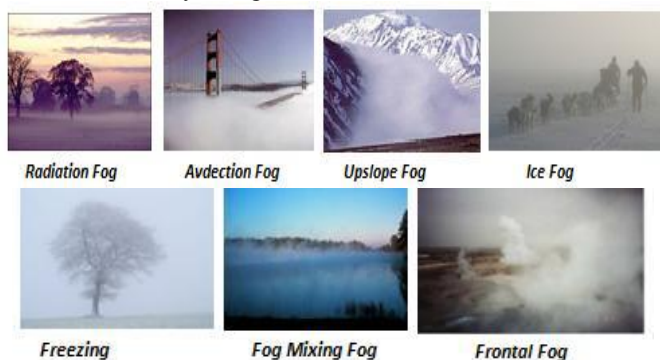 Radiation Fog
Avdection Fog
Upslope Fog
Ice Fog
Freezing
Fog Mixing Fog
Frontal Fog